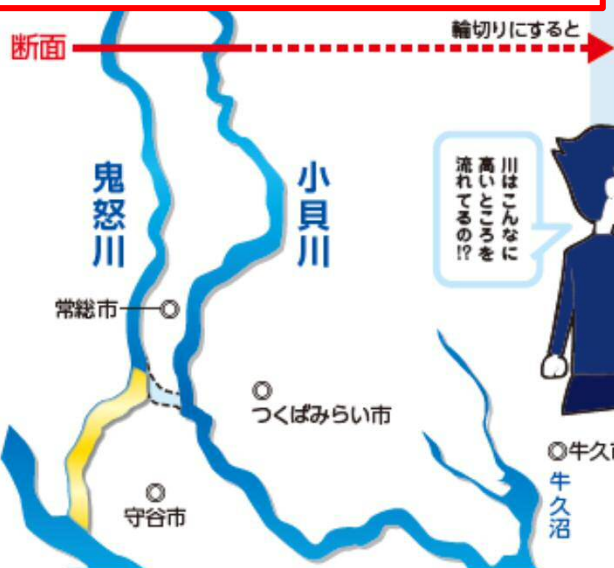 輪切りにすると
断面
川はこんなに
高いところを
流れてるの!?
鬼怒川
小貝川
常総市
つくばみらい市
牛久市
牛久沼
守谷市